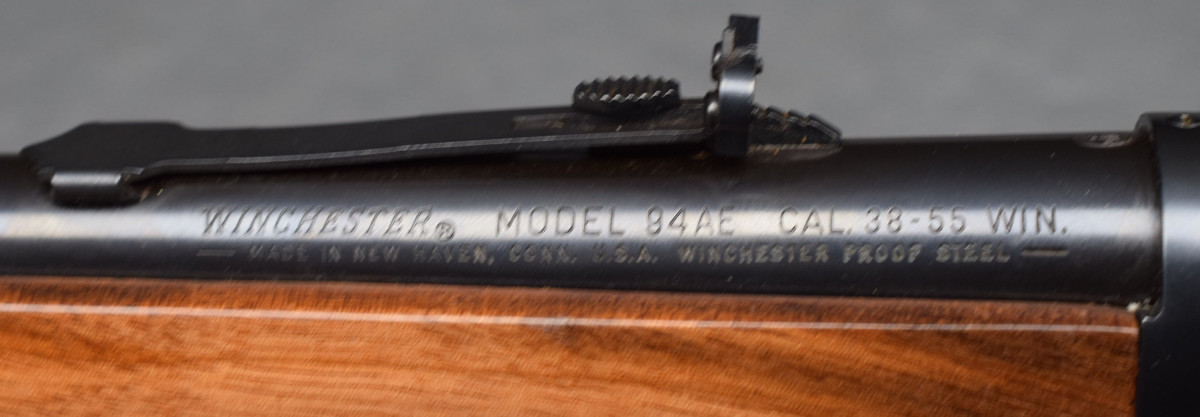 WINCHESTER® MODEL 94AE CAL. 38-55 WIN.
— MADE IN NEW HAVEN, CONN. U.S.A. WINCHESTER PROOF STEEL —